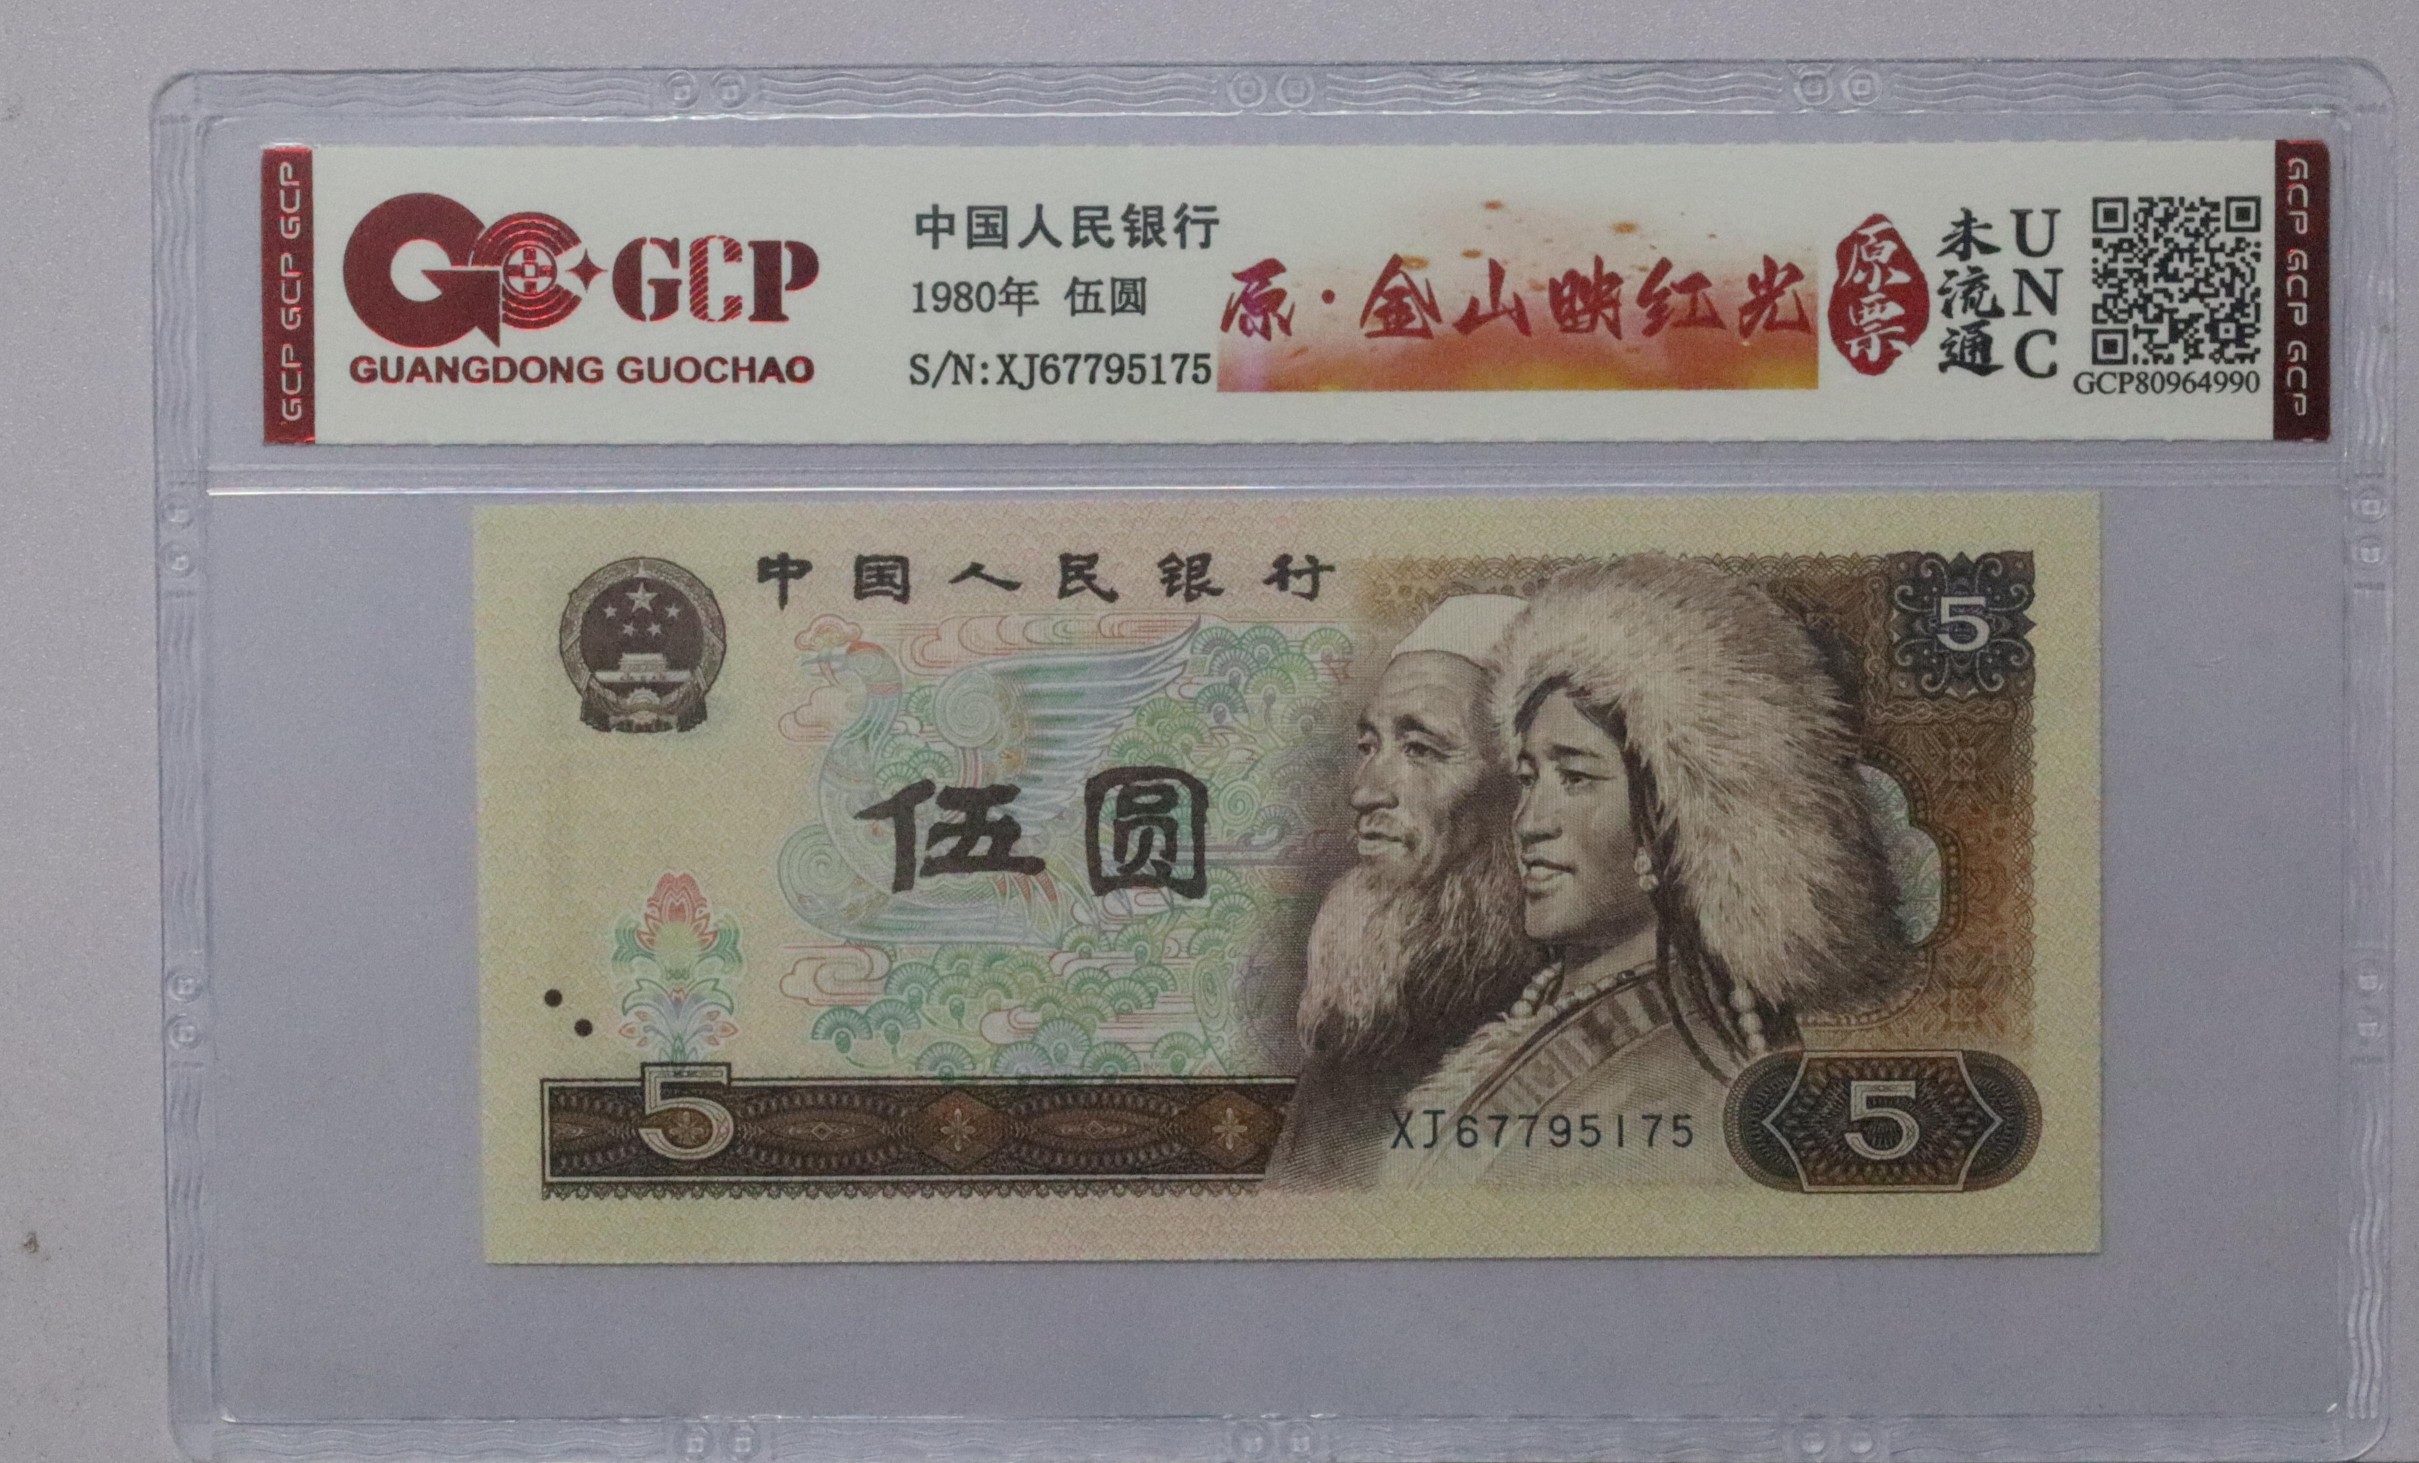 GCP GCP GCP
GCP
GUANGDONG GUOCHAO
中国人民银行
1980年 伍圆
S/N:XJ67795175
原·金山映红光
原票
未流通
UNC
GCP80964990
GCP GCP GCP
中国人民银行
5
伍圆
5
XJ67795175
5